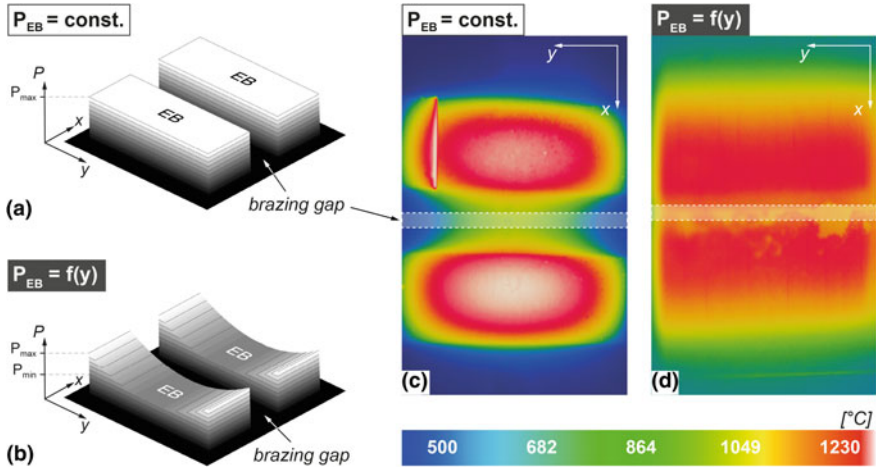 P_EB = const.
P
P_max
x
y
EB
EB
brazing gap
(a)
P_EB = f(y)
P
P_max
P_min
x
y
EB
EB
brazing gap
(b)
P_EB = const.
y
x
(c)
P_EB = f(y)
y
x
(d)
[°C]
500 682 864 1049 1230